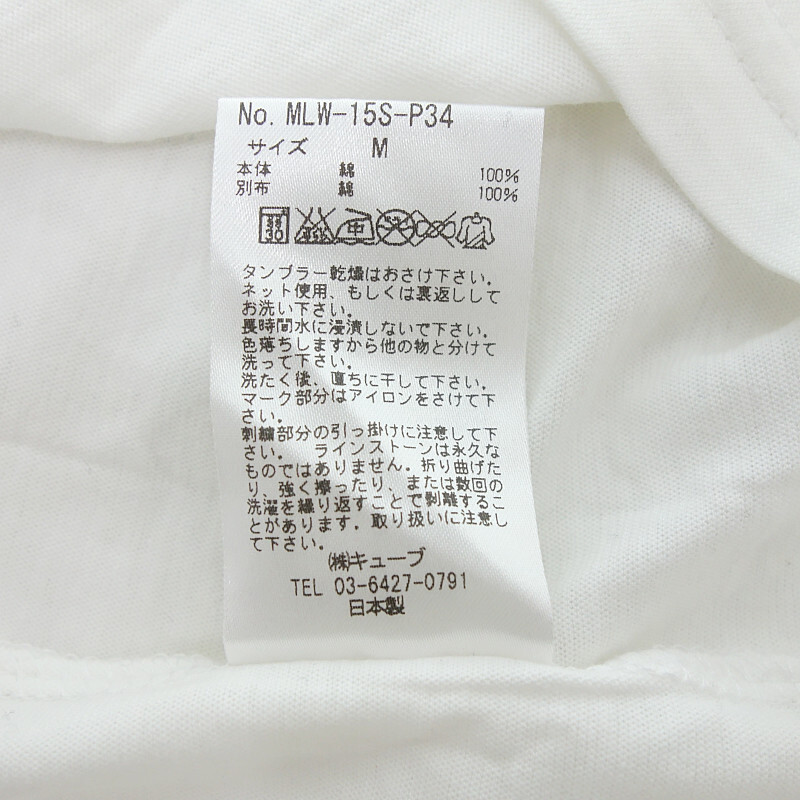 No. MLW-15S-P34
サイズ M
本体 綿 100%
別布 綿 100%
30 中
タンブラー乾燥はおさけ下さい。
ネット使用、もしくは裏返しして
お洗い下さい。
長時間水に浸漬しないで下さい。
色落ちしますから他の物と分けて
洗って下さい。
洗たく後、直ちに干して下さい。
マーク部分はアイロンをさけて下
さい。
刺繍部分の引っ掛けに注意して下
さい。 ラインストーンは永久な
ものではありません。折り曲げた
り、強く擦ったり、または数回の
洗濯を繰り返すことで剥離するこ
とがあります。取り扱いに注意し
て下さい。
㈱キューブ
TEL 03-6427-0791
日本製